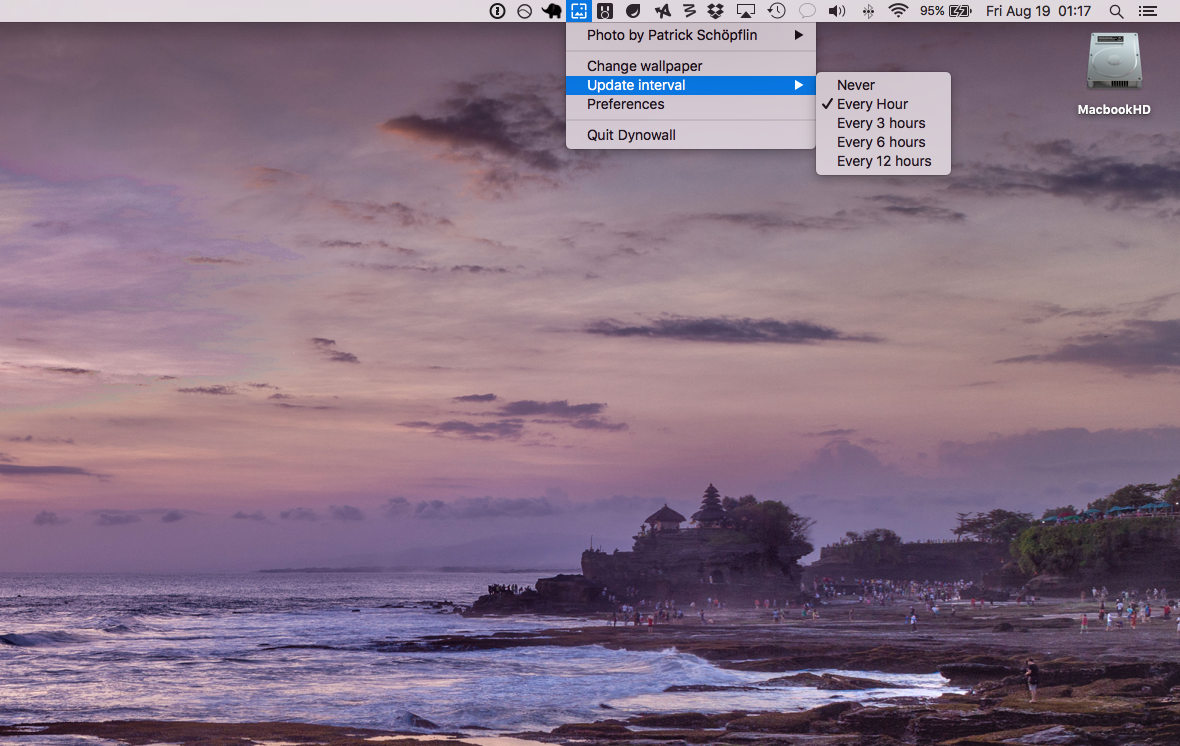 95% Fri Aug 19 01:17
Photo by Patrick Schöpflin
Change wallpaper
Update interval
Preferences
Quit Dynowall
Never
Every Hour
Every 3 hours
Every 6 hours
Every 12 hours
MacbookHD